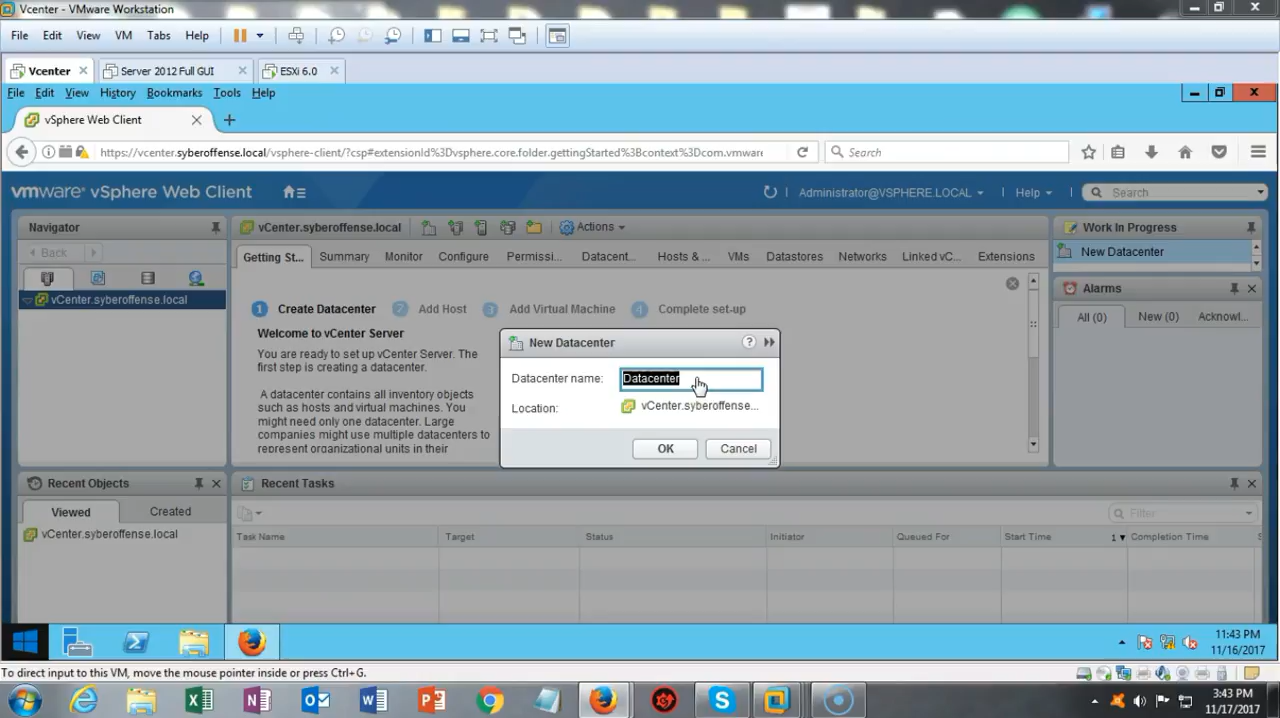 Vcenter - VMware Workstation
File Edit View VM Tabs Help
Vcenter Server 2012 Full GUI ESXi 6.0
File Edit View History Bookmarks Tools Help
vSphere Web Client
https://vcenter.syberoffense.local/vsphere-client/?csp#extensionId%3Dvsphere.core.folder.gettingStarted%3Bcontext%3Dcom.vmware Search
vmware® vSphere Web Client Administrator@VSPHERE.LOCAL Help Search
Navigator vCenter.syberoffense.local Actions Work In Progress
Back Getting St... Summary Monitor Configure Permissi... Datacent... Hosts & ... VMs Datastores Networks Linked vC... Extensions New Datacenter
vCenter.syberoffense.local
Alarms
All (0) New (0) Acknowl...
1 Create Datacenter 2 Add Host 3 Add Virtual Machine 4 Complete set-up
Welcome to vCenter Server
You are ready to set up vCenter Server. The
first step is creating a datacenter.
A datacenter contains all inventory objects
such as hosts and virtual machines. You
might need only one datacenter. Large
companies might use multiple datacenters to
represent organizational units in their
New Datacenter ?
Datacenter name: Datacenter
Location: vCenter.syberoffense...
OK Cancel
Recent Objects Recent Tasks
Viewed Created Filter
vCenter.syberoffense.local
Task Name Target Status Initiator Queued For Start Time 1 Completion Time S
11:43 PM
11/16/2017
To direct input to this VM, move the mouse pointer inside or press Ctrl+G.
3:43 PM
11/17/2017